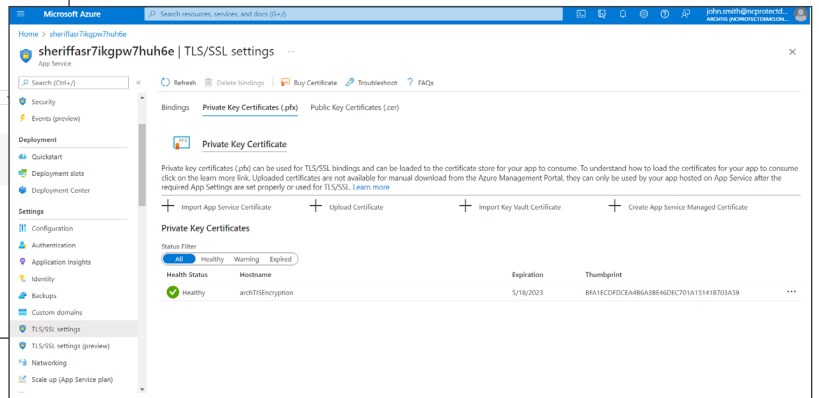 Microsoft Azure
Search resources, services, and docs (G+/)
john.smith@ncprotectd...
ARCHTIS (NCPROTECTDEMO.ON...
Home > sheriffasr7ikgpw7huh6e
sheriffasr7ikgpw7huh6e | TLS/SSL settings ...
App Service
Search (Ctrl+/)
Refresh
Delete bindings
Buy Certificate
Troubleshoot
FAQs
Security
Events (preview)
Deployment
Quickstart
Deployment slots
Deployment Center
Settings
Configuration
Authentication
Application Insights
Identity
Backups
Custom domains
TLS/SSL settings
TLS/SSL settings (preview)
Networking
Scale up (App Service plan)
Bindings
Private Key Certificates (.pfx)
Public Key Certificates (.cer)
Private Key Certificate
Private key certificates (.pfx) can be used for TLS/SSL bindings and can be loaded to the certificate store for your app to consume. To understand how to load the certificates for your app to consume
click on the learn more link. Uploaded certificates are not available for manual download from the Azure Management Portal, they can only be used by your app hosted on App Service after the
required App Settings are set properly or used for TLS/SSL. Learn more
Import App Service Certificate
Upload Certificate
Import Key Vault Certificate
Create App Service Managed Certificate
Private Key Certificates
Status Filter
All Healthy Warning Expired
Health Status Hostname Expiration Thumbprint
Healthy archTISEncryption 5/18/2023 BFA1ECDFDCEA4B6A38E46DEC701A151418703A59